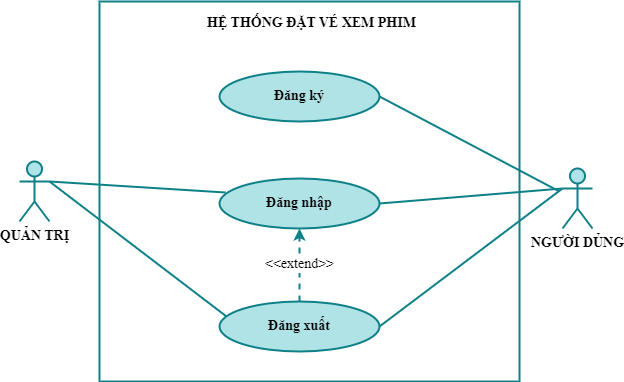 HỆ THỐNG ĐẶT VÉ XEM PHIM
Đăng ký
Đăng nhập
QUẢN TRỊ
NGƯỜI DÙNG
<<extend>>
Đăng xuất